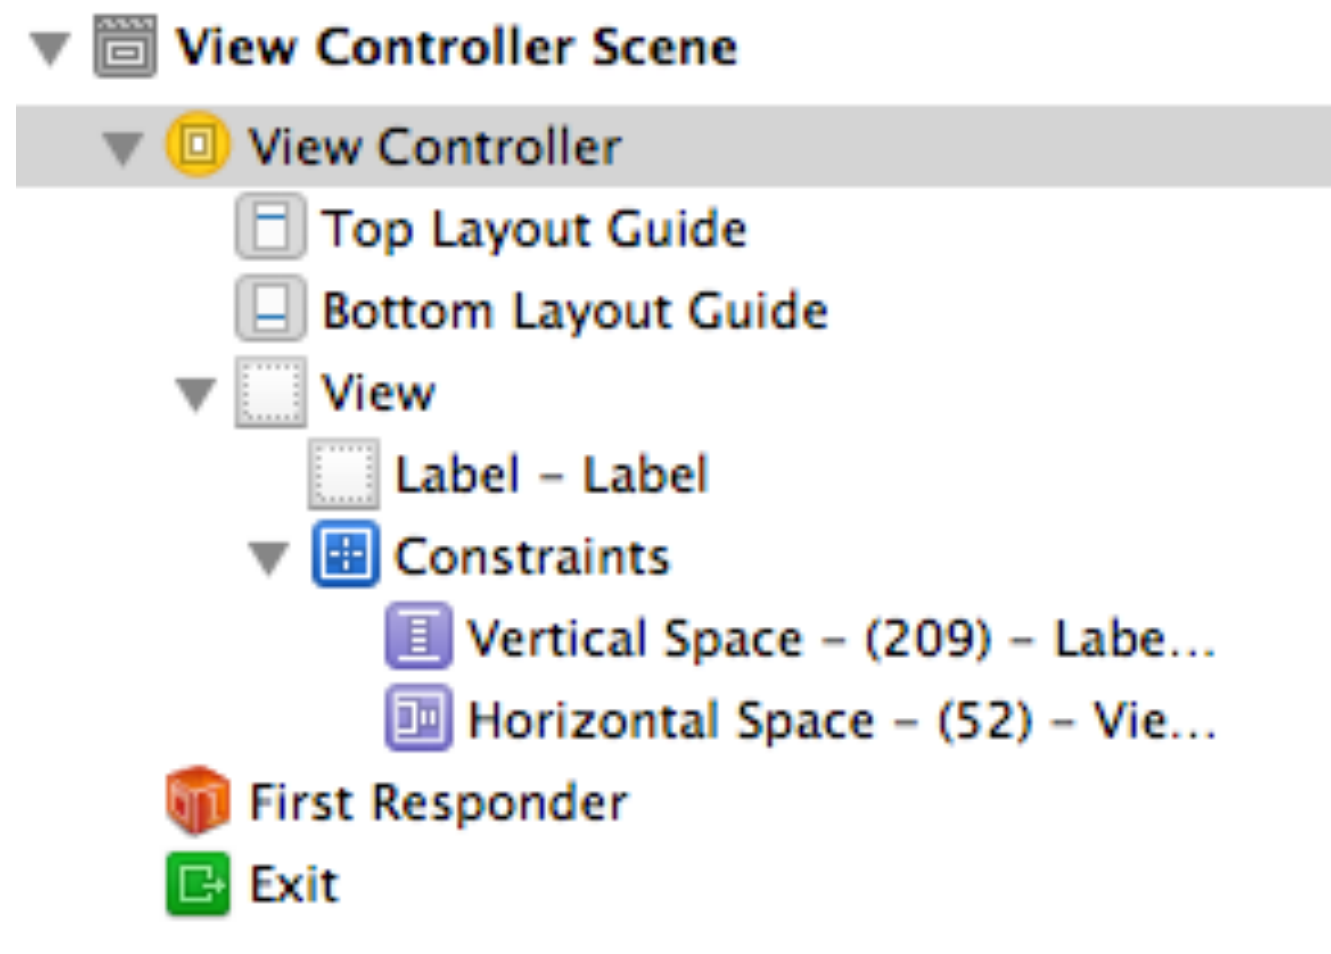 View Controller Scene
View Controller
Top Layout Guide
Bottom Layout Guide
View
Label – Label
Constraints
Vertical Space – (209) – Labe...
Horizontal Space – (52) – Vie...
First Responder
Exit